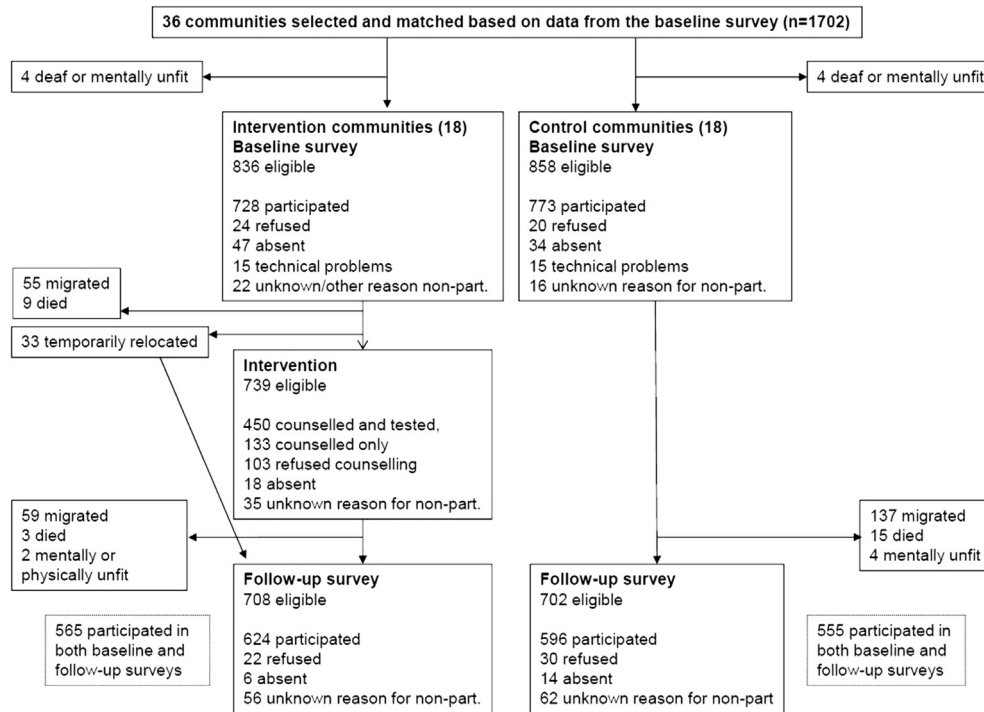 36 communities selected and matched based on data from the baseline survey (n=1702)
4 deaf or mentally unfit
4 deaf or mentally unfit
Intervention communities (18)
Baseline survey
836 eligible
728 participated
24 refused
47 absent
15 technical problems
22 unknown/other reason non-part.
Control communities (18)
Baseline survey
858 eligible
773 participated
20 refused
34 absent
15 technical problems
16 unknown reason for non-part.
55 migrated
9 died
33 temporarily relocated
Intervention
739 eligible
450 counselled and tested,
133 counselled only
103 refused counselling
18 absent
35 unknown reason for non-part.
59 migrated
3 died
2 mentally or
physically unfit
137 migrated
15 died
4 mentally unfit
Follow-up survey
708 eligible
624 participated
22 refused
6 absent
56 unknown reason for non-part.
Follow-up survey
702 eligible
596 participated
30 refused
14 absent
62 unknown reason for non-part
565 participated in
both baseline and
follow-up surveys
555 participated in
both baseline and
follow-up surveys